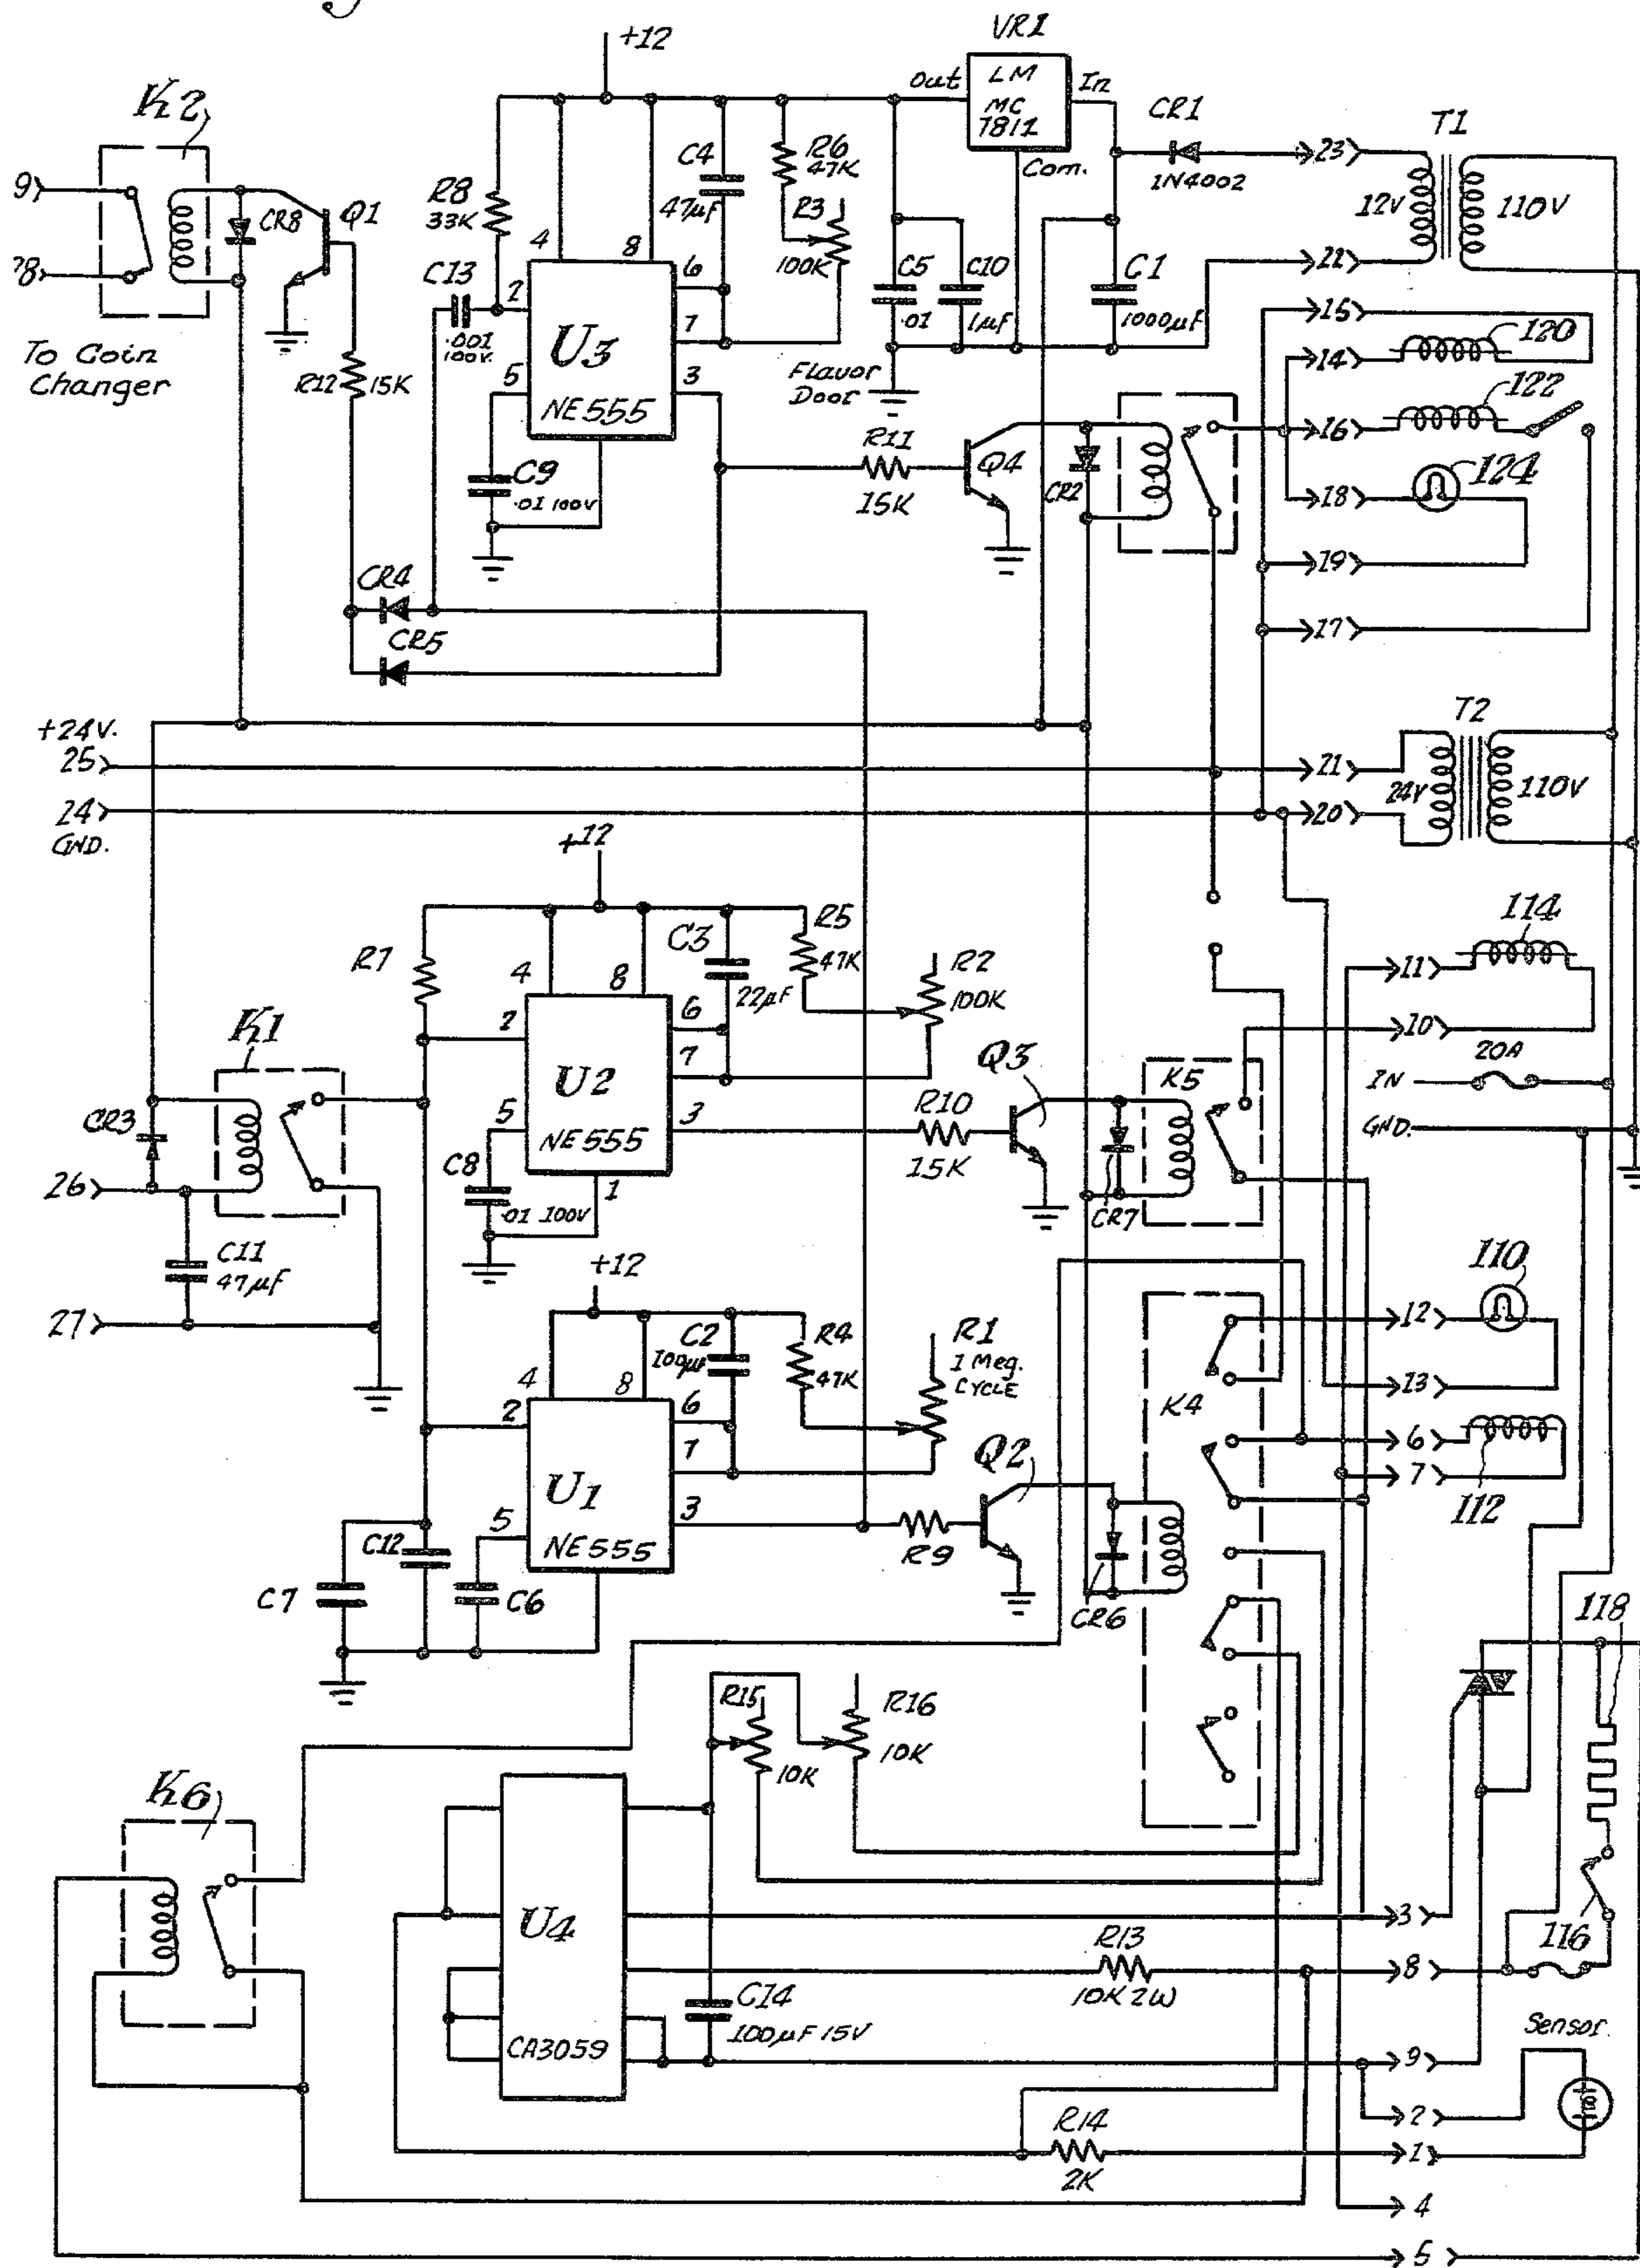 VR1
+12
Out
LM
MC
7812
In
CR1
1N4002
23
T1
12V
110V
22
K2
9
28
CR8
Q1
To Coin
Changer
R12
15K
R8
33K
C13
.001
100V.
4
8
2
6
7
5
3
U3
NE555
C4
47µF
R6
47K
R3
100K
Flavor
Door
C5
.01
C10
1µF
Com.
C1
1000µF
C9
.01 100V
R11
15K
Q4
CR2
15
14
120
16
122
18
124
19
17
CR4
CR5
+24V.
25
24
GND.
21
20
T2
24V
110V
+12
R7
4
8
2
6
7
5
3
1
U2
NE555
C3
22µF
R5
47K
R2
100K
C8
.01 100V
R10
15K
Q3
K5
CR7
11
114
10
20A
IN
GND.
K1
CR3
26
C11
47µF
27
+12
4
8
2
6
7
5
3
U1
NE555
C2
100µF
R4
47K
R1
1 Meg.
CYCLE
Q2
R9
CR6
K4
C7
C12
C6
12
110
13
6
7
112
118
R15
10K
R16
10K
K6
U4
CA3059
R13
10K 2W
C14
100µF 15V
R14
2K
3
8
116
Sensor
9
2
1
4
5